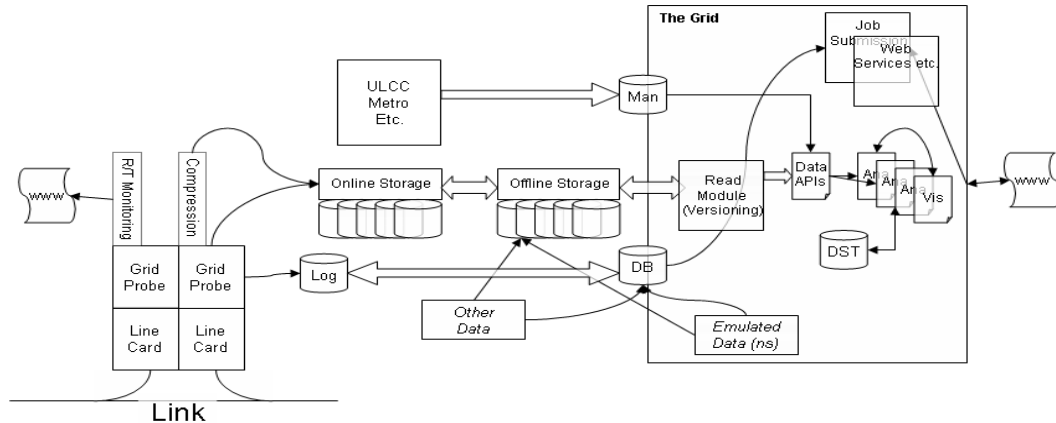 The Grid
Job
Submission
Web
Services etc.
ULCC
Metro
Etc.
Man
www
R/T Monitoring
Compression
Online Storage
Offline Storage
Read
Module
(Versioning)
Data
APIs
Ana
Ana
Ana
Vis
www
DST
Grid
Probe
Grid
Probe
Log
DB
Line
Card
Line
Card
Other
Data
Emulated
Data (ns)
Link